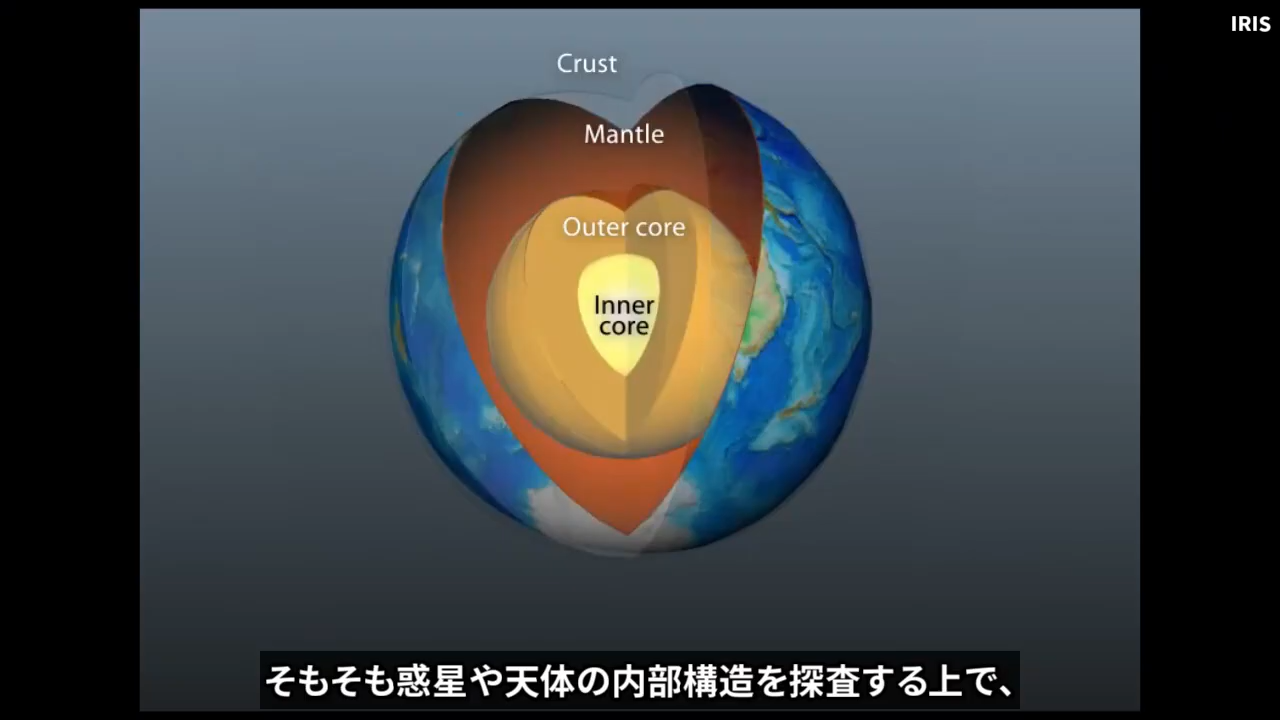 IRIS
Crust
Mantle
Outer core
Inner
core
そもそも惑星や天体の内部構造を探査する上で、